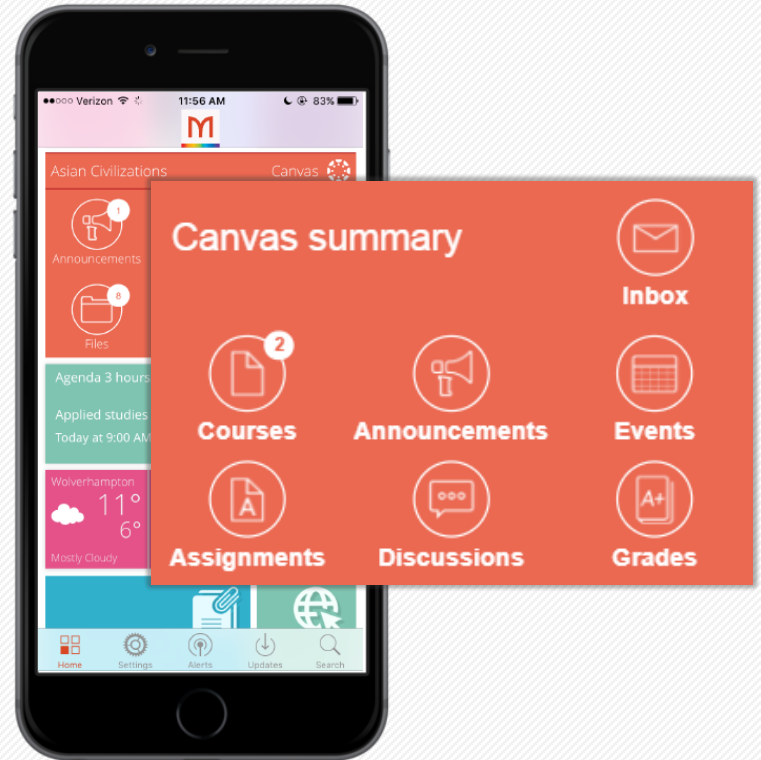 ●●○○○ Verizon 11:56 AM 83%
M
Asian Civilizations Canvas
1
Announcements
8
Files
Agenda 3 hours
Applied studies
Today at 9:00 AM
Wolverhampton
11°
6°
Mostly Cloudy
Home Settings Alerts Updates Search
Canvas summary
Inbox
2
Courses Announcements Events
A A+
Assignments Discussions Grades